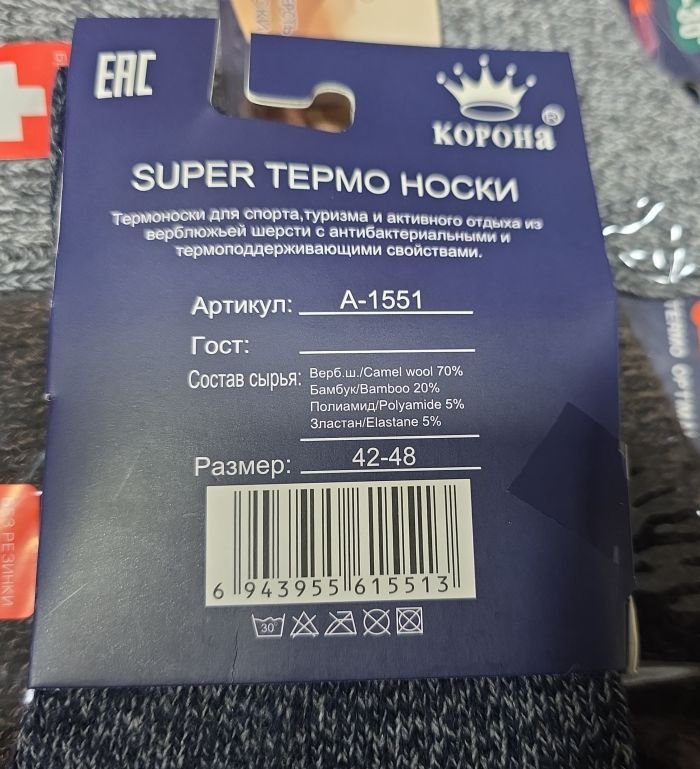 EAC
КОРОНа®
SUPER ТЕРМО НОСКИ
Термоноски для спорта,туризма и активного отдыха из
верблюжьей шерсти с антибактериальными и
термоподдерживающими свойствами.
Артикул: А-1551
Гост:
Состав сырья: Верб.ш./Camel wool 70%
Бамбук/Bamboo 20%
Полиамид/Polyamide 5%
Зластан/Elastane 5%
Размер: 42-48
6 943955 615513
30°
РЕЗИНКИ